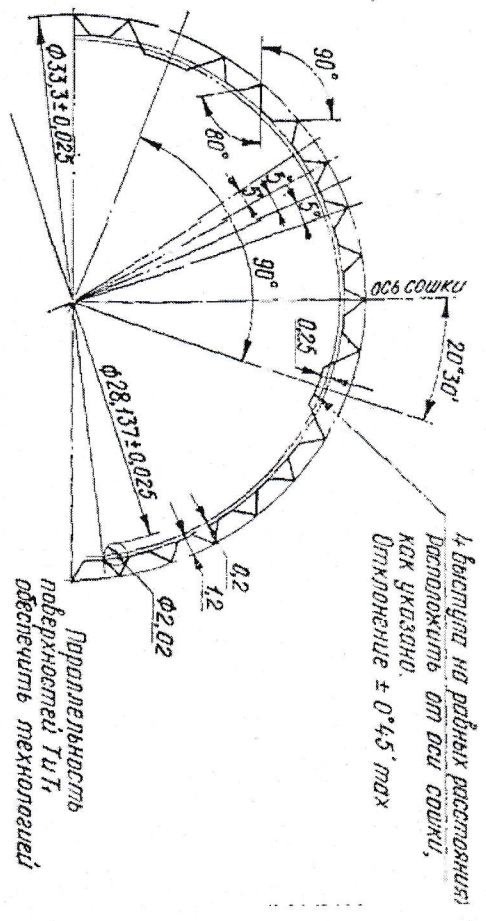 4 выступа на равных расстояниях
расположить от оси сошки,
как указано.
Отклонение ± 0°45' max
20°30'
ось сошки
90°
80°
5°
5°
5°
90°
0,25
Ф33,3±0,025
Ф28,137±0,025
0,2
1,2
Ф2,02
Параллельность
поверхностей Т и Т₁
обеспечить технологией